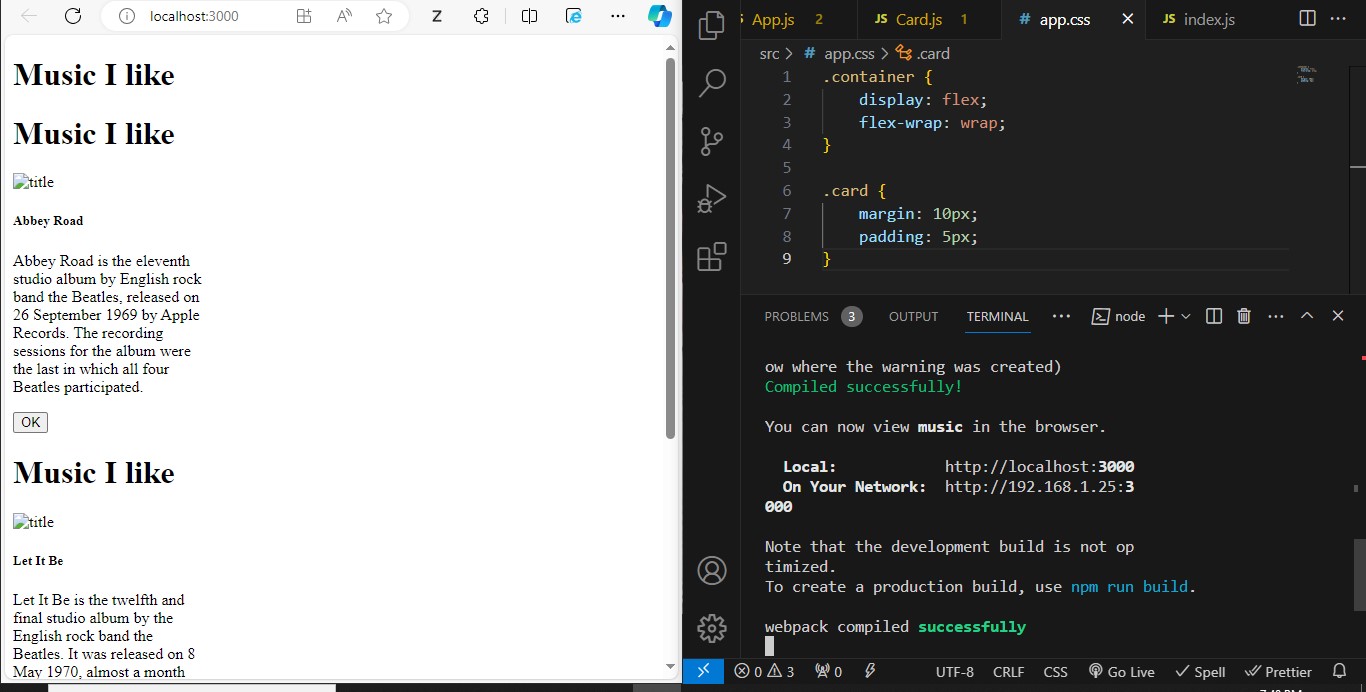 localhost:3000
Music I like
Music I like
title
Abbey Road
Abbey Road is the eleventh
studio album by English rock
band the Beatles, released on
26 September 1969 by Apple
Records. The recording
sessions for the album were
the last in which all four
Beatles participated.
OK
Music I like
title
Let It Be
Let It Be is the twelfth and
final studio album by the
English rock band the
Beatles. It was released on 8
May 1970, almost a month
App.js 2 JS Card.js 1 # app.css JS index.js
src > # app.css > .card
1 .container {
2 display: flex;
3 flex-wrap: wrap;
4 }
5
6 .card {
7 margin: 10px;
8 padding: 5px;
9 }
PROBLEMS 3 OUTPUT TERMINAL ... node
ow where the warning was created)
Compiled successfully!
You can now view music in the browser.
Local: http://localhost:3000
On Your Network: http://192.168.1.25:3
000
Note that the development build is not op
timized.
To create a production build, use npm run build.
webpack compiled successfully
0 3 0 UTF-8 CRLF CSS Go Live Spell Prettier